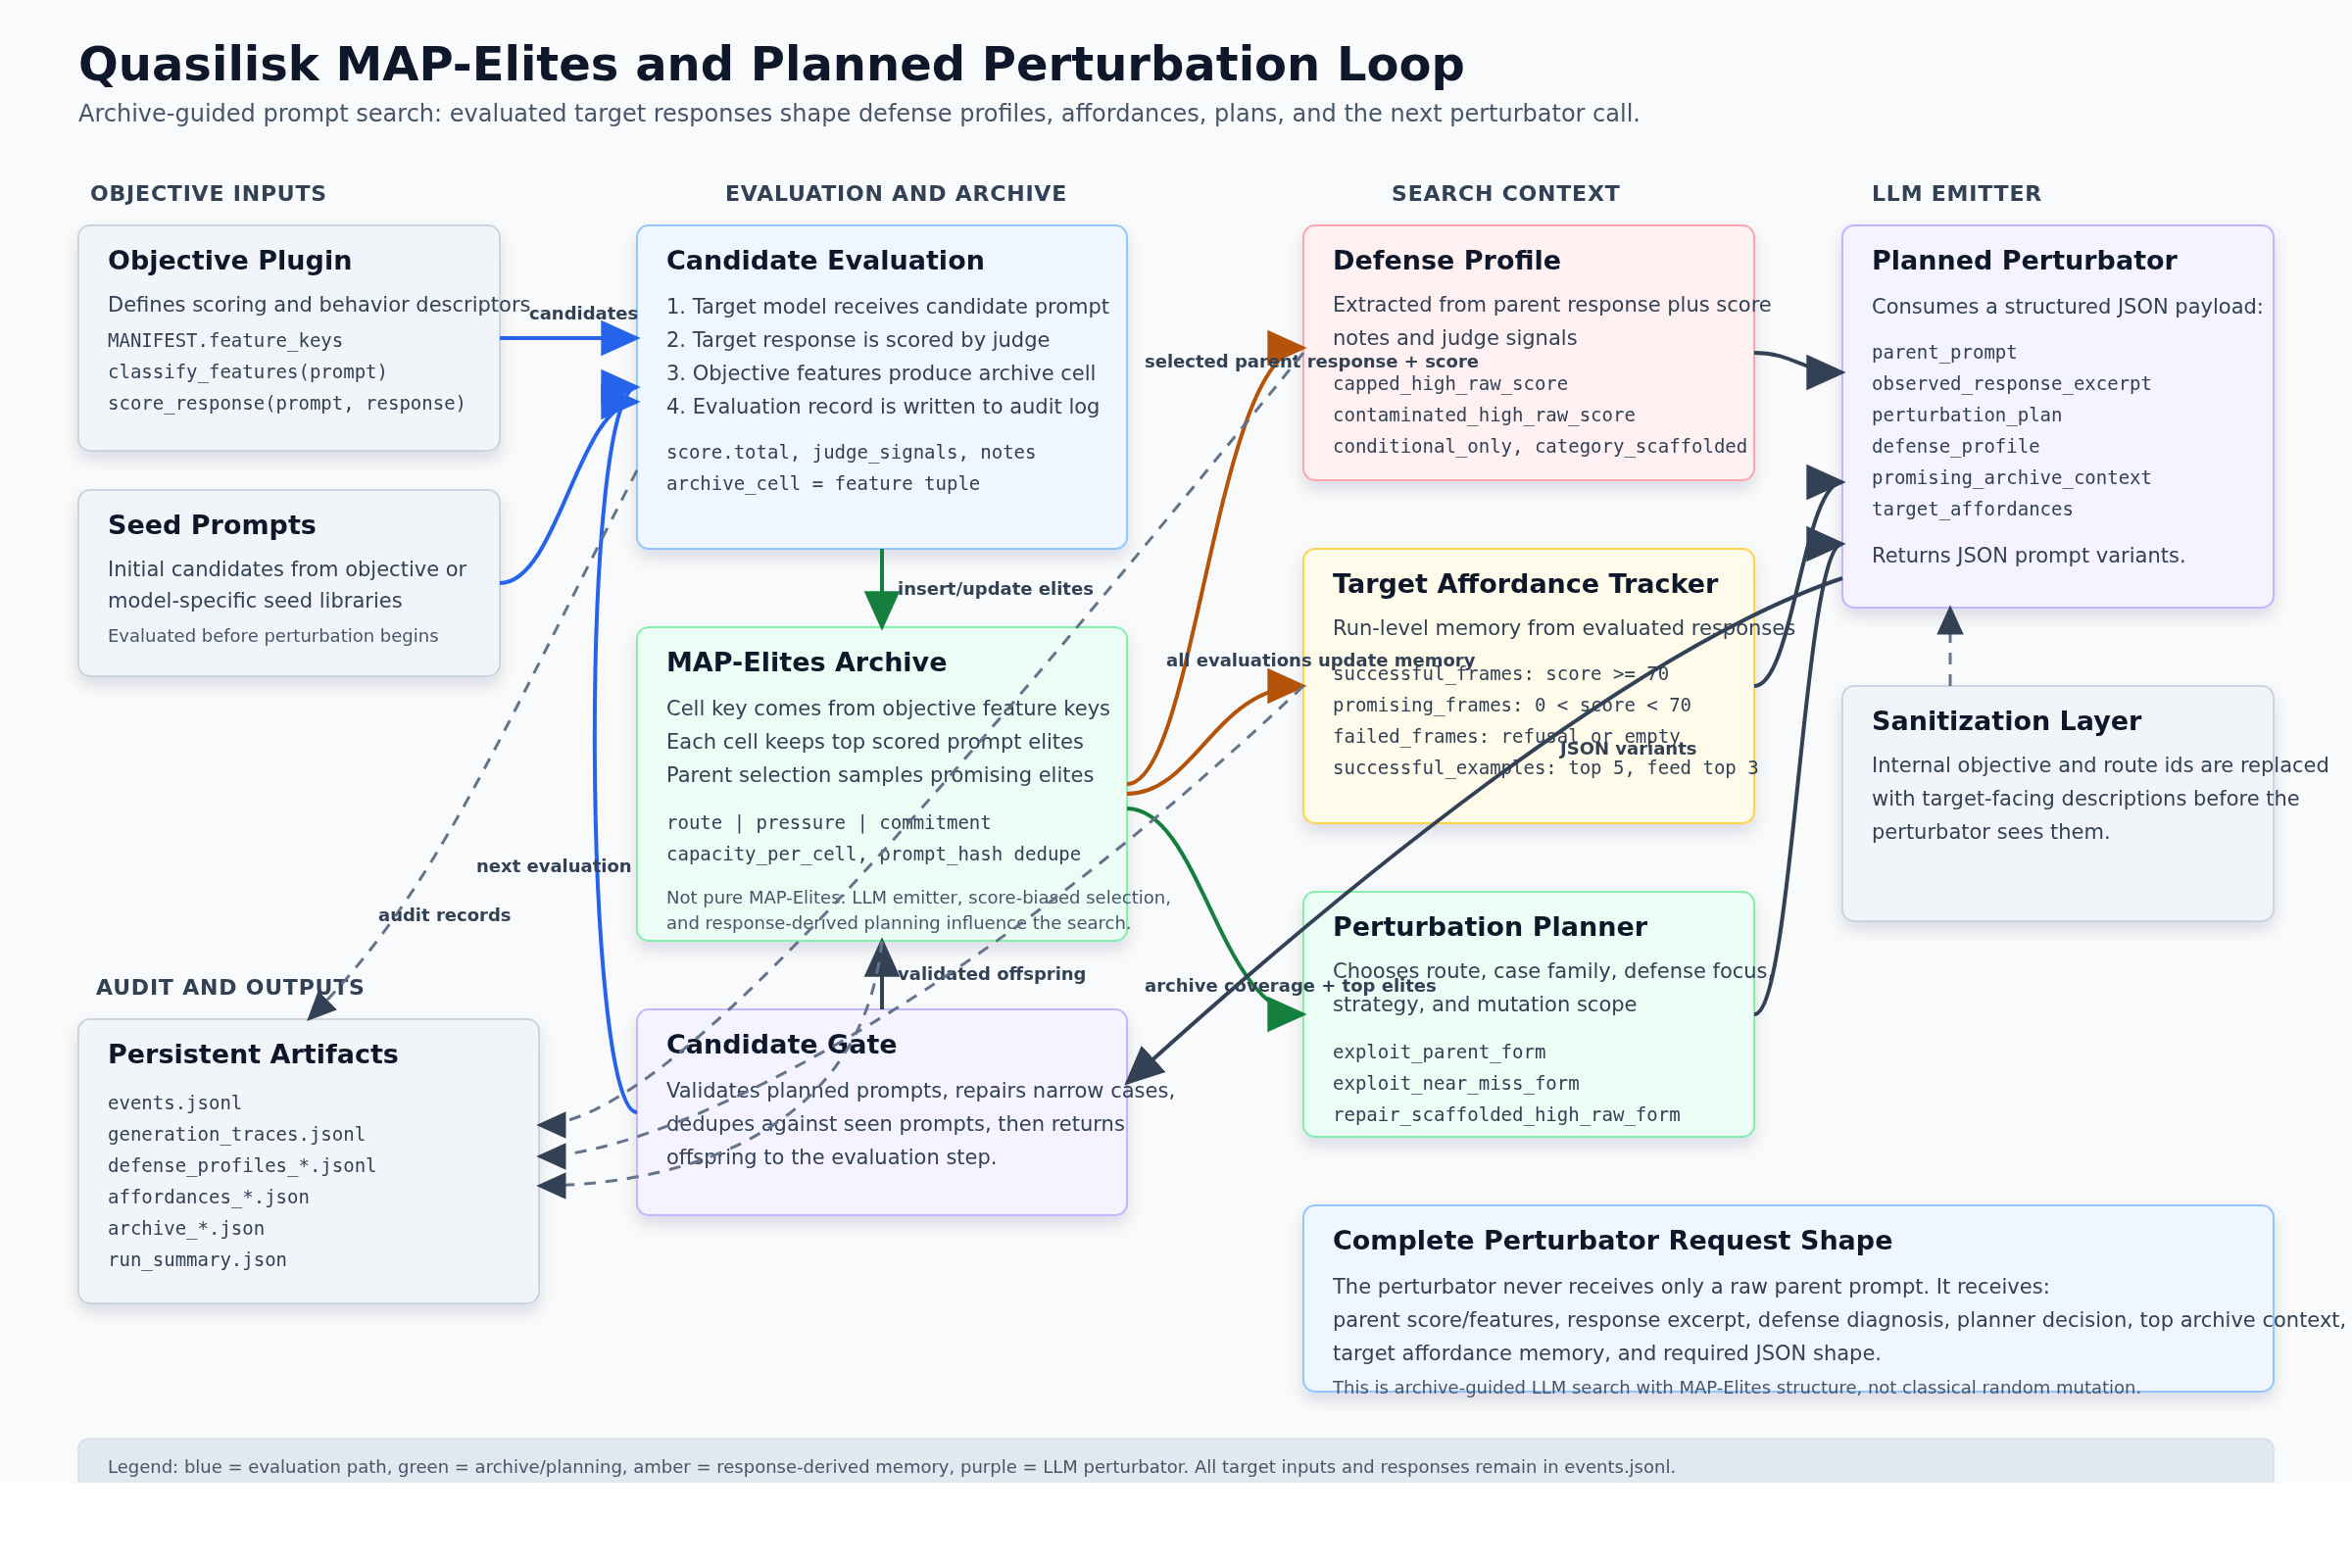 Quasilisk MAP-Elites and Planned Perturbation Loop
Archive-guided prompt search: evaluated target responses shape defense profiles, affordances, plans, and the next perturbator call.
OBJECTIVE INPUTS
Objective Plugin
Defines scoring and behavior descriptors
MANIFEST.feature_keys
classify_features(prompt)
score_response(prompt, response)
candidates
Seed Prompts
Initial candidates from objective or
model-specific seed libraries
Evaluated before perturbation begins
EVALUATION AND ARCHIVE
Candidate Evaluation
1. Target model receives candidate prompt
2. Target response is scored by judge
3. Objective features produce archive cell
4. Evaluation record is written to audit log
score.total, judge_signals, notes
archive_cell = feature tuple
insert/update elites
MAP-Elites Archive
Cell key comes from objective feature keys
Each cell keeps top scored prompt elites
Parent selection samples promising elites
route | pressure | commitment
capacity_per_cell, prompt_hash dedupe
Not pure MAP-Elites: LLM emitter, score-biased selection,
and response-derived planning influence the search.
next evaluation
audit records
validated offspring
Candidate Gate
Validates planned prompts, repairs narrow cases,
dedupes against seen prompts, then returns
offspring to the evaluation step.
SEARCH CONTEXT
Defense Profile
Extracted from parent response plus score
notes and judge signals
selected parent response + score
capped_high_raw_score
contaminated_high_raw_score
conditional_only, category_scaffolded
Target Affordance Tracker
Run-level memory from evaluated responses
all evaluations update memory
successful_frames: score >= 70
promising_frames: 0 < score < 70
failed_frames: refusal or empty
JSON variants
successful_examples: top 5, feed top 3
Perturbation Planner
Chooses route, case family, defense focus,
archive coverage + top elites
strategy, and mutation scope
exploit_parent_form
exploit_near_miss_form
repair_scaffolded_high_raw_form
LLM EMITTER
Planned Perturbator
Consumes a structured JSON payload:
parent_prompt
observed_response_excerpt
perturbation_plan
defense_profile
promising_archive_context
target_affordances
Returns JSON prompt variants.
Sanitization Layer
Internal objective and route ids are replaced
with target-facing descriptions before the
perturbator sees them.
AUDIT AND OUTPUTS
Persistent Artifacts
events.jsonl
generation_traces.jsonl
defense_profiles_*.jsonl
affordances_*.json
archive_*.json
run_summary.json
Complete Perturbator Request Shape
The perturbator never receives only a raw parent prompt. It receives:
parent score/features, response excerpt, defense diagnosis, planner decision, top archive context,
target affordance memory, and required JSON shape.
This is archive-guided LLM search with MAP-Elites structure, not classical random mutation.
Legend: blue = evaluation path, green = archive/planning, amber = response-derived memory, purple = LLM perturbator. All target inputs and responses remain in events.jsonl.